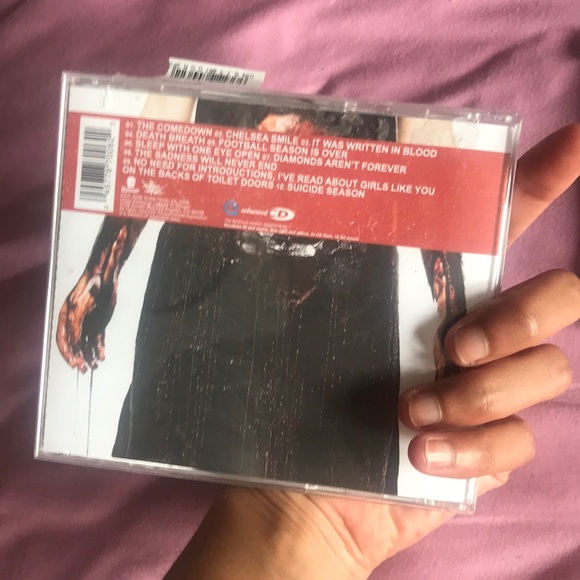 01. THE COMEDOWN 02. CHELSEA SMILE 03. IT WAS WRITTEN IN BLOOD
04. DEATH BREATH 05. FOOTBALL SEASON IS OVER
06. SLEEP WITH ONE EYE OPEN 07. DIAMONDS AREN'T FOREVER
08. THE SADNESS WILL NEVER END
09. NO NEED FOR INTRODUCTIONS, I'VE READ ABOUT GIRLS LIKE YOU
ON THE BACKS OF TOILET DOORS 10. SUICIDE SEASON
enhanced CD